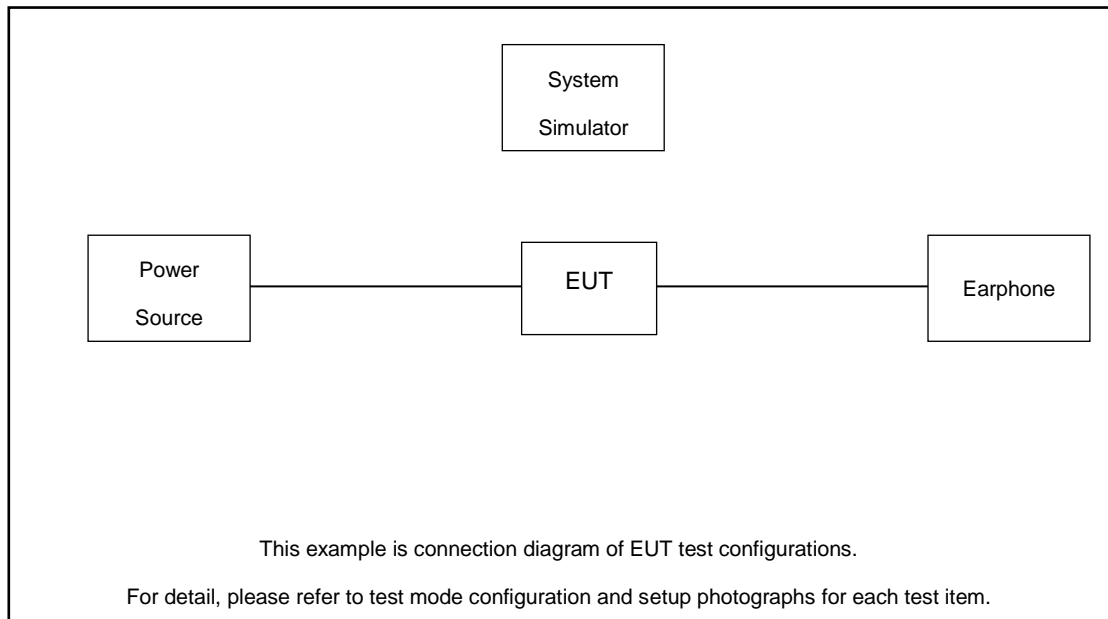 System
Simulator
Power
Source
EUT
Earphone
This example is connection diagram of EUT test configurations.
For detail, please refer to test mode configuration and setup photographs for each test item.